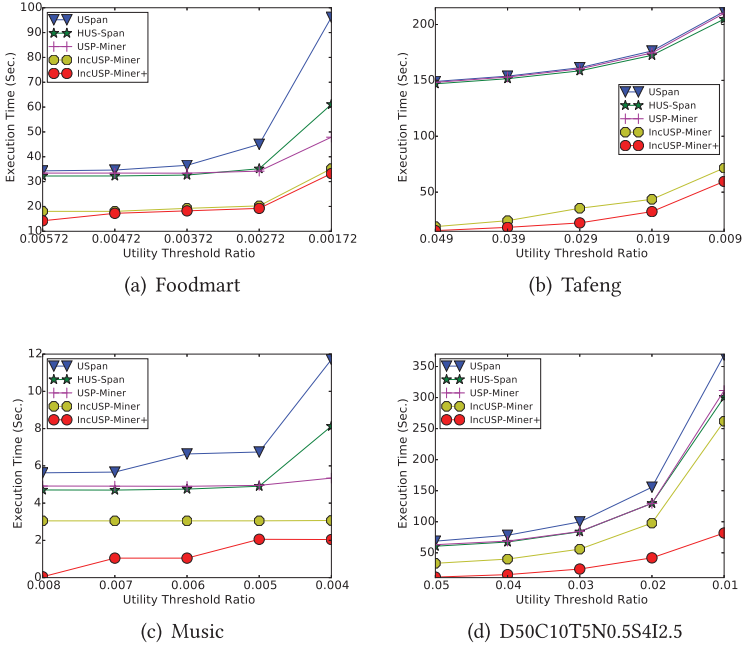 100
90
80
70
60
50
40
30
20
10
Execution Time (Sec.)
USpan
HUS-Span
USP-Miner
IncUSP-Miner
IncUSP-Miner+
0.00572 0.00472 0.00372 0.00272 0.00172
Utility Threshold Ratio
(a) Foodmart
200
150
100
50
Execution Time (Sec.)
USpan
HUS-Span
USP-Miner
IncUSP-Miner
IncUSP-Miner+
0.049 0.039 0.029 0.019 0.009
Utility Threshold Ratio
(b) Tafeng
12
10
8
6
4
2
0
Execution Time (Sec.)
USpan
HUS-Span
USP-Miner
IncUSP-Miner
IncUSP-Miner+
0.008 0.007 0.006 0.005 0.004
Utility Threshold Ratio
(c) Music
350
300
250
200
150
100
50
Execution Time (Sec.)
USpan
HUS-Span
USP-Miner
IncUSP-Miner
IncUSP-Miner+
0.05 0.04 0.03 0.02 0.01
Utility Threshold Ratio
(d) D50C10T5N0.5S4I2.5